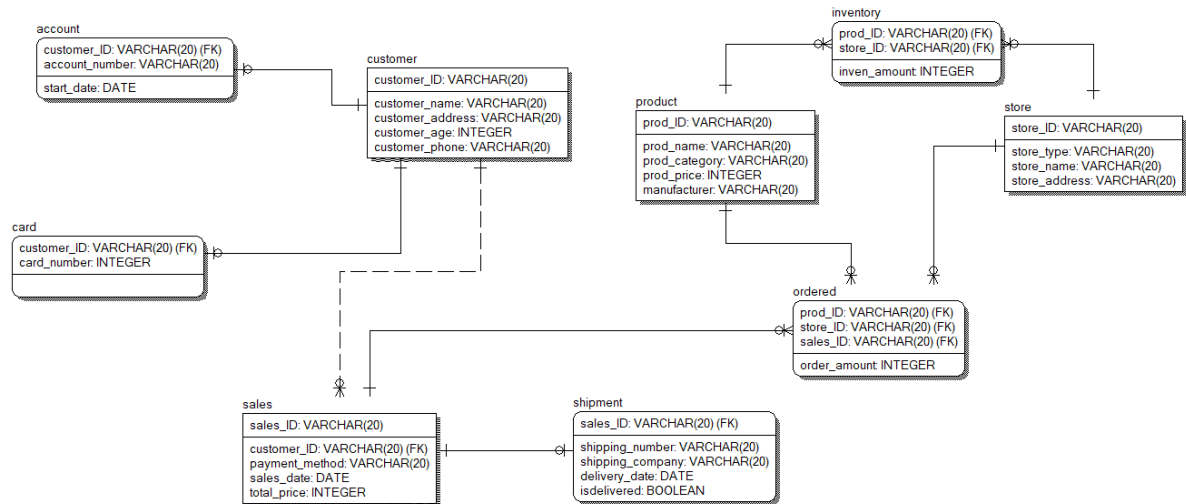 account
customer_ID: VARCHAR(20) (FK)
account_number: VARCHAR(20)
start_date: DATE
customer
customer_ID: VARCHAR(20)
customer_name: VARCHAR(20)
customer_address: VARCHAR(20)
customer_age: INTEGER
customer_phone: VARCHAR(20)
card
customer_ID: VARCHAR(20) (FK)
card_number: INTEGER
inventory
prod_ID: VARCHAR(20) (FK)
store_ID: VARCHAR(20) (FK)
inven_amount: INTEGER
product
prod_ID: VARCHAR(20)
prod_name: VARCHAR(20)
prod_category: VARCHAR(20)
prod_price: INTEGER
manufacturer: VARCHAR(20)
store
store_ID: VARCHAR(20)
store_type: VARCHAR(20)
store_name: VARCHAR(20)
store_address: VARCHAR(20)
ordered
prod_ID: VARCHAR(20) (FK)
store_ID: VARCHAR(20) (FK)
sales_ID: VARCHAR(20) (FK)
order_amount: INTEGER
sales
sales_ID: VARCHAR(20)
customer_ID: VARCHAR(20) (FK)
payment_method: VARCHAR(20)
sales_date: DATE
total_price: INTEGER
shipment
sales_ID: VARCHAR(20) (FK)
shipping_number: VARCHAR(20)
shipping_company: VARCHAR(20)
delivery_date: DATE
isdelivered: BOOLEAN